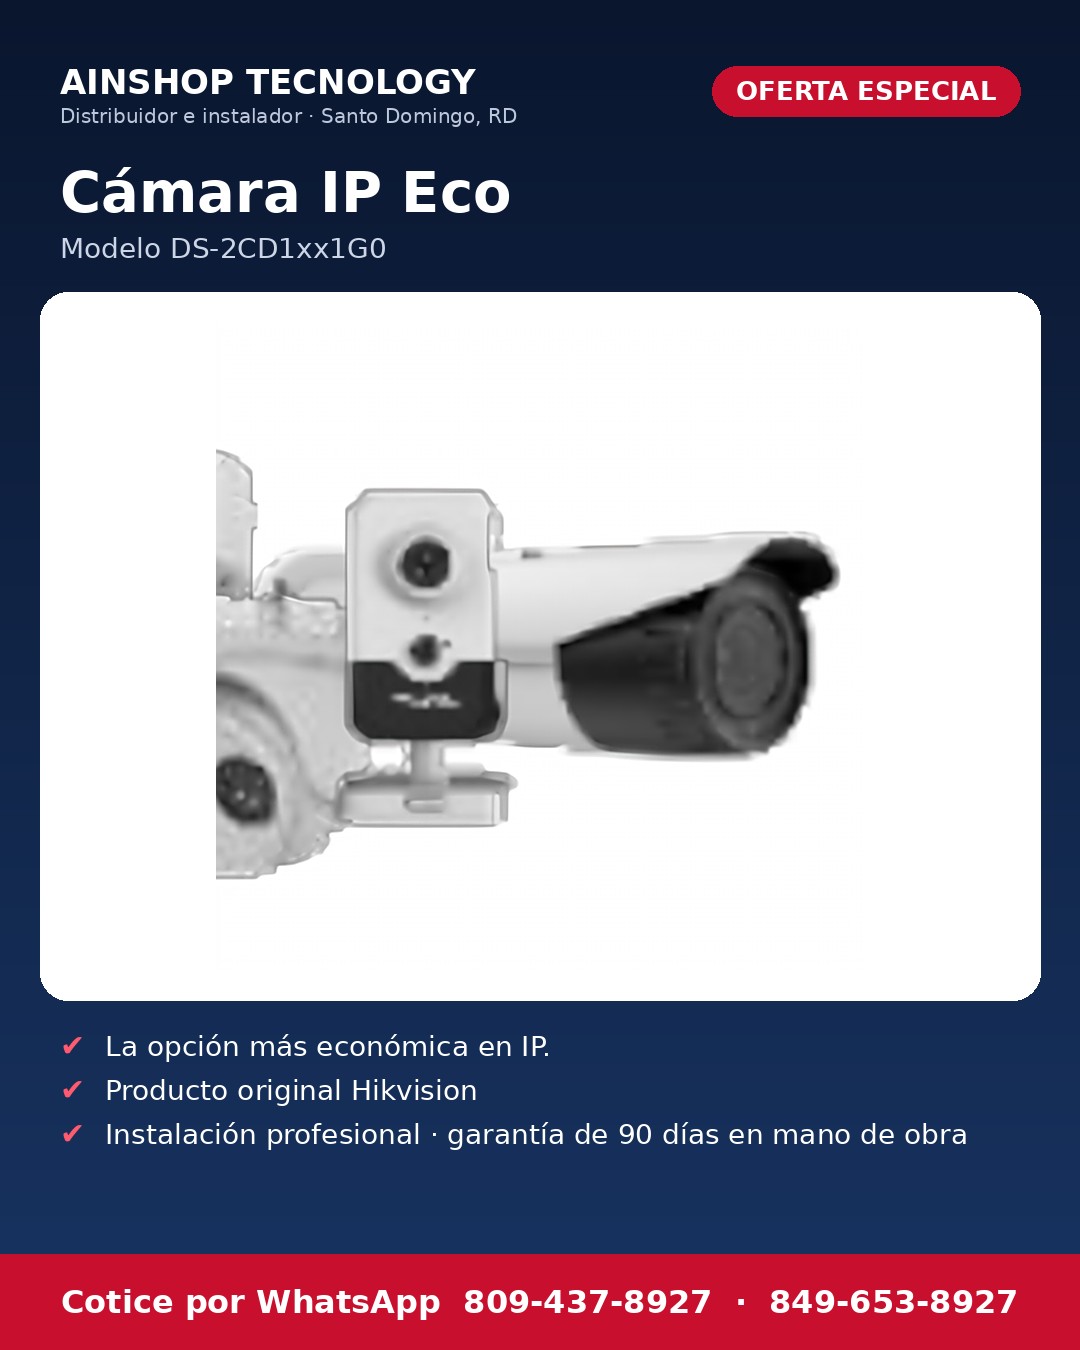 AINSHOP TECNOLOGY
Distribuidor e instalador · Santo Domingo, RD
OFERTA ESPECIAL
Cámara IP Eco
Modelo DS-2CD1xx1G0
✔ La opción más económica en IP.
✔ Producto original Hikvision
✔ Instalación profesional · garantía de 90 días en mano de obra
Cotice por WhatsApp 809-437-8927 · 849-653-8927